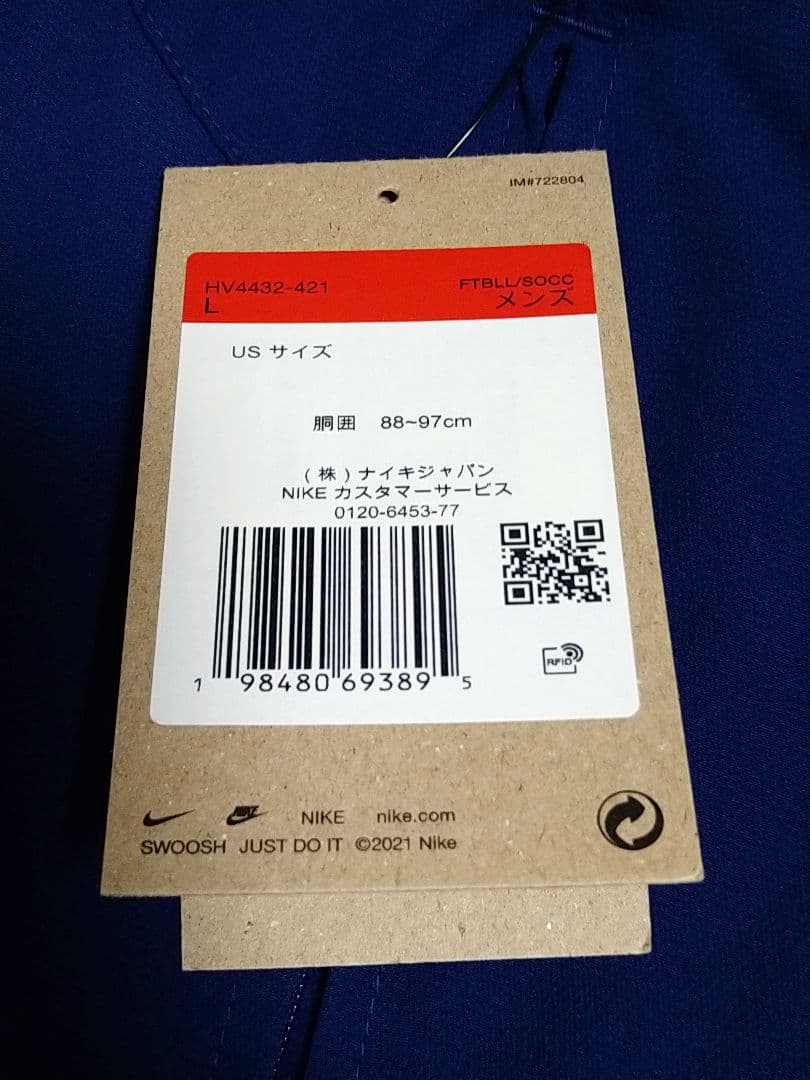 IM#722804
HV4432-421 FTBLL/SOCC
L メンズ
US サイズ
胴囲 88~97cm
(株)ナイキジャパン
NIKE カスタマーサービス
0120-6453-77
RFID
1 98480 69389 5
NIKE nike.com
SWOOSH JUST DO IT ©2021 Nike